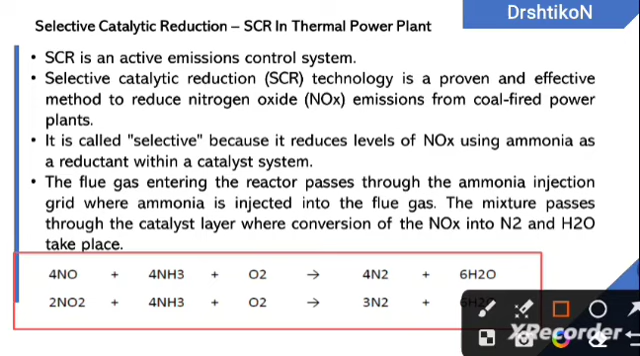 DrshtikoN
Selective Catalytic Reduction – SCR In Thermal Power Plant
• SCR is an active emissions control system.
• Selective catalytic reduction (SCR) technology is a proven and effective
method to reduce nitrogen oxide (NOx) emissions from coal-fired power
plants.
• It is called "selective" because it reduces levels of NOx using ammonia as
a reductant within a catalyst system.
• The flue gas entering the reactor passes through the ammonia injection
grid where ammonia is injected into the flue gas. The mixture passes
through the catalyst layer where conversion of the NOx into N2 and H2O
take place.
4NO + 4NH3 + O2 → 4N2 + 6H2O
2NO2 + 4NH3 + O2 → 3N2 + 6H2O
XRecorder